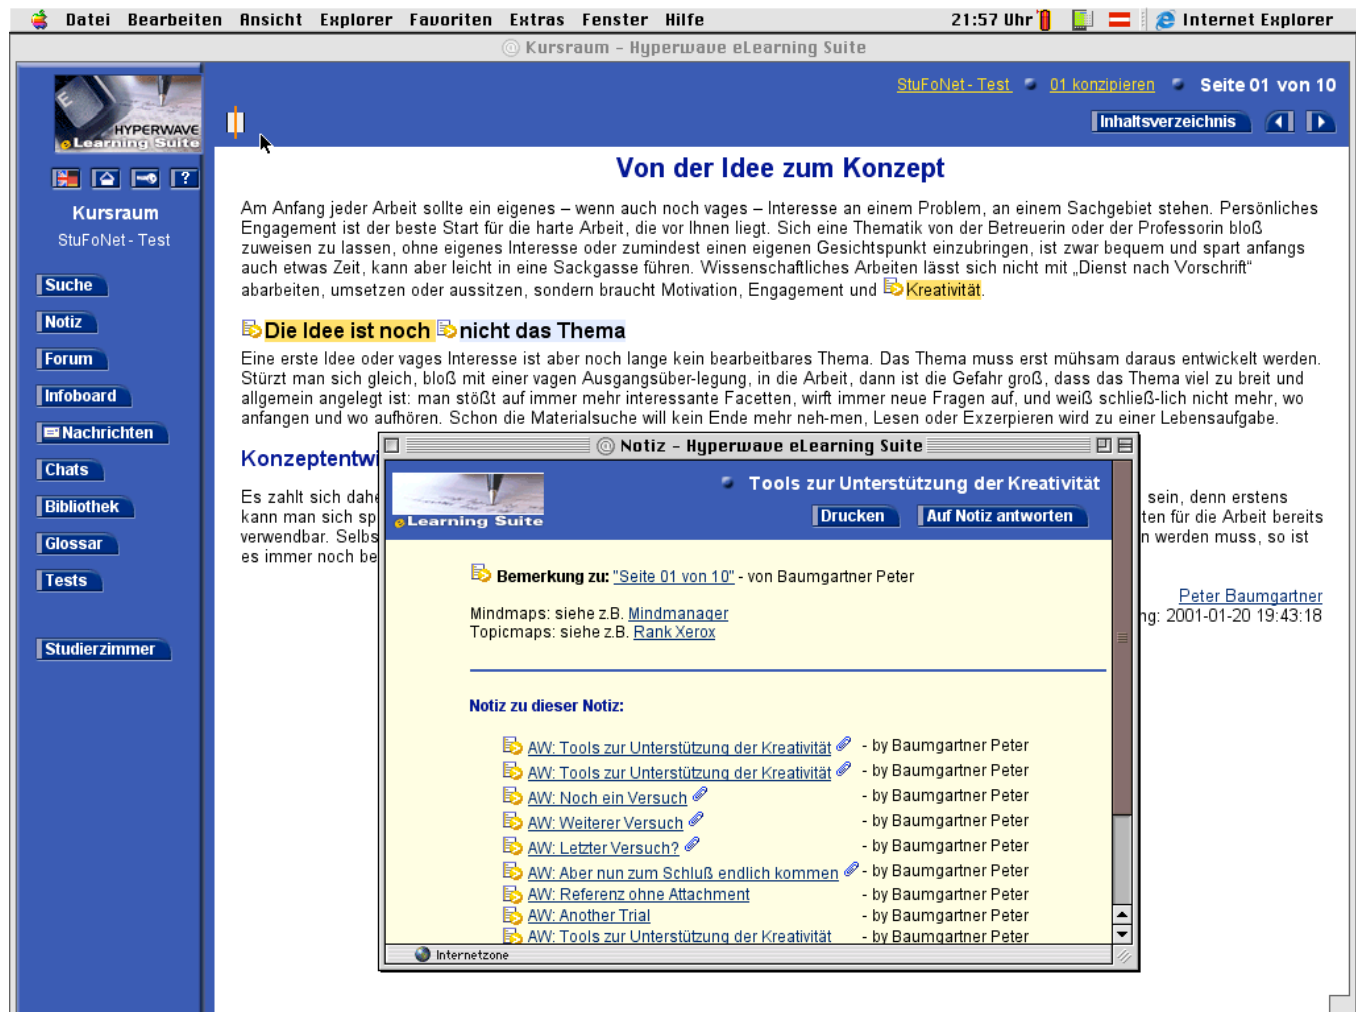 Datei Bearbeiten Ansicht Explorer Favoriten Extras Fenster Hilfe 21:57 Uhr Internet Explorer
@ Kursraum – Hyperwave eLearning Suite
StuFoNet - Test 01 konzipieren Seite 01 von 10
E
HYPERWAVE
eLearning Suite
Inhaltsverzeichnis
?
Kursraum
StuFoNet - Test
Suche
Notiz
Forum
Infoboard
Nachrichten
Chats
Bibliothek
Glossar
Tests
Studierzimmer
Von der Idee zum Konzept
Am Anfang jeder Arbeit sollte ein eigenes – wenn auch noch vages – Interesse an einem Problem, an einem Sachgebiet stehen. Persönliches
Engagement ist der beste Start für die harte Arbeit, die vor Ihnen liegt. Sich eine Thematik von der Betreuerin oder der Professorin bloß
zuweisen zu lassen, ohne eigenes Interesse oder zumindest einen eigenen Gesichtspunkt einzubringen, ist zwar bequem und spart anfangs
auch etwas Zeit, kann aber leicht in eine Sackgasse führen. Wissenschaftliches Arbeiten lässt sich nicht mit „Dienst nach Vorschrift“
abarbeiten, umsetzen oder aussitzen, sondern braucht Motivation, Engagement und Kreativität.
Die Idee ist noch nicht das Thema
Eine erste Idee oder vages Interesse ist aber noch lange kein bearbeitbares Thema. Das Thema muss erst mühsam daraus entwickelt werden.
Stürzt man sich gleich, bloß mit einer vagen Ausgangsüber-legung, in die Arbeit, dann ist die Gefahr groß, dass das Thema viel zu breit und
allgemein angelegt ist: man stößt auf immer mehr interessante Facetten, wirft immer neue Fragen auf, und weiß schließ-lich nicht mehr, wo
anfangen und wo aufhören. Schon die Materialsuche will kein Ende mehr neh-men, Lesen oder Exzerpieren wird zu einer Lebensaufgabe.
Konzeptentwi
Es zahlt sich dahe sein, denn erstens
kann man sich sp ten für die Arbeit bereits
verwendbar. Selbs n werden muss, so ist
es immer noch be
Peter Baumgartner
ng: 2001-01-20 19:43:18
@ Notiz – Hyperwave eLearning Suite
eLearning Suite
Tools zur Unterstützung der Kreativität
Drucken Auf Notiz antworten
Bemerkung zu: "Seite 01 von 10" - von Baumgartner Peter
Mindmaps: siehe z.B. Mindmanager
Topicmaps: siehe z.B. Rank Xerox
Notiz zu dieser Notiz:
AW: Tools zur Unterstützung der Kreativität - by Baumgartner Peter
AW: Tools zur Unterstützung der Kreativität - by Baumgartner Peter
AW: Noch ein Versuch - by Baumgartner Peter
AW: Weiterer Versuch - by Baumgartner Peter
AW: Letzter Versuch? - by Baumgartner Peter
AW: Aber nun zum Schluß endlich kommen - by Baumgartner Peter
AW: Referenz ohne Attachment - by Baumgartner Peter
AW: Another Trial - by Baumgartner Peter
AW: Tools zur Unterstützung der Kreativität - by Baumgartner Peter
Internetzone